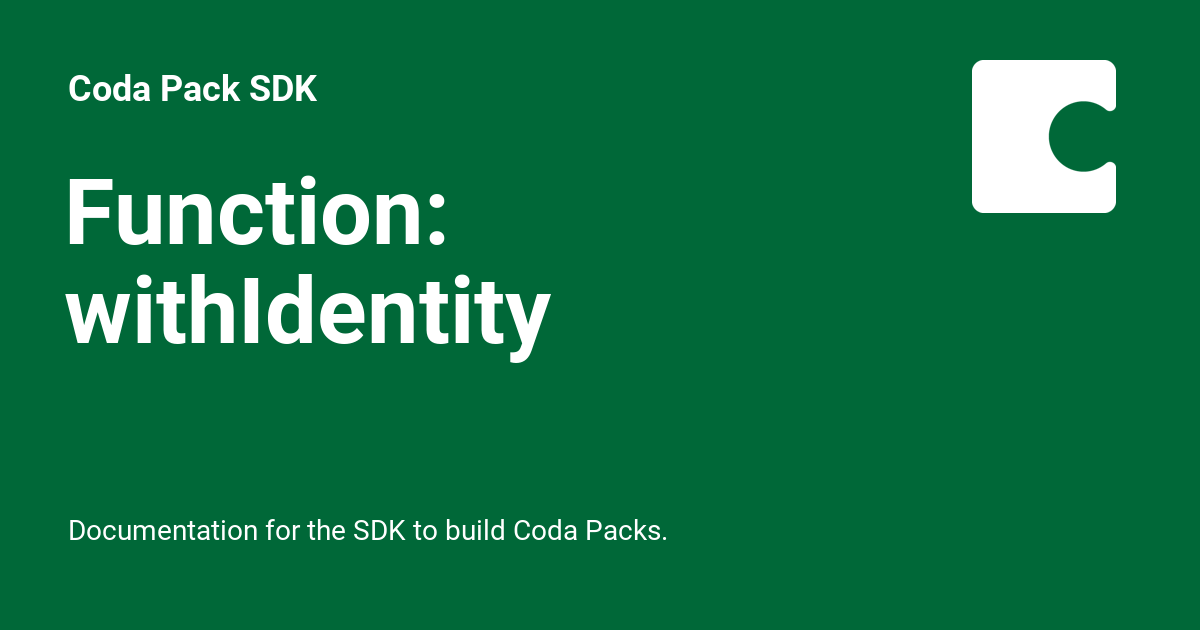 Coda Pack SDK
Function:
withIdentity
Documentation for the SDK to build Coda Packs.